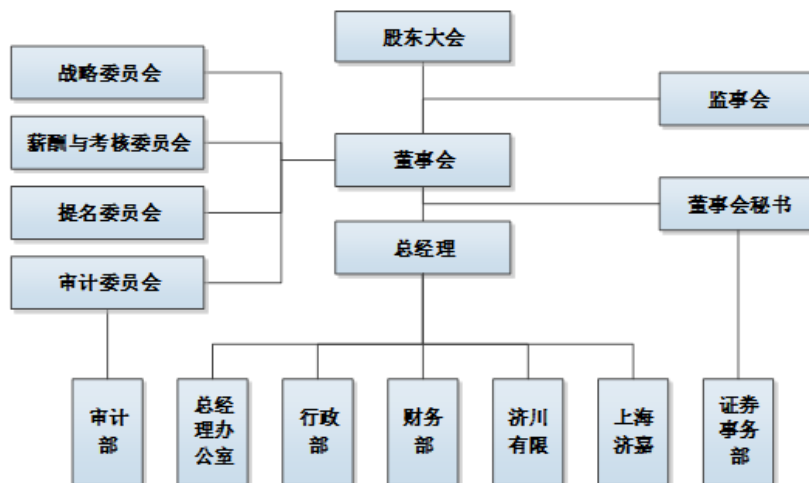 股东大会
战略委员会
监事会
薪酬与考核委员会
董事会
提名委员会
董事会秘书
总经理
审计委员会
审计
部
总经
理办
公室
行政
部
财务
部
济川
有限
上海
济嘉
证券
事务
部